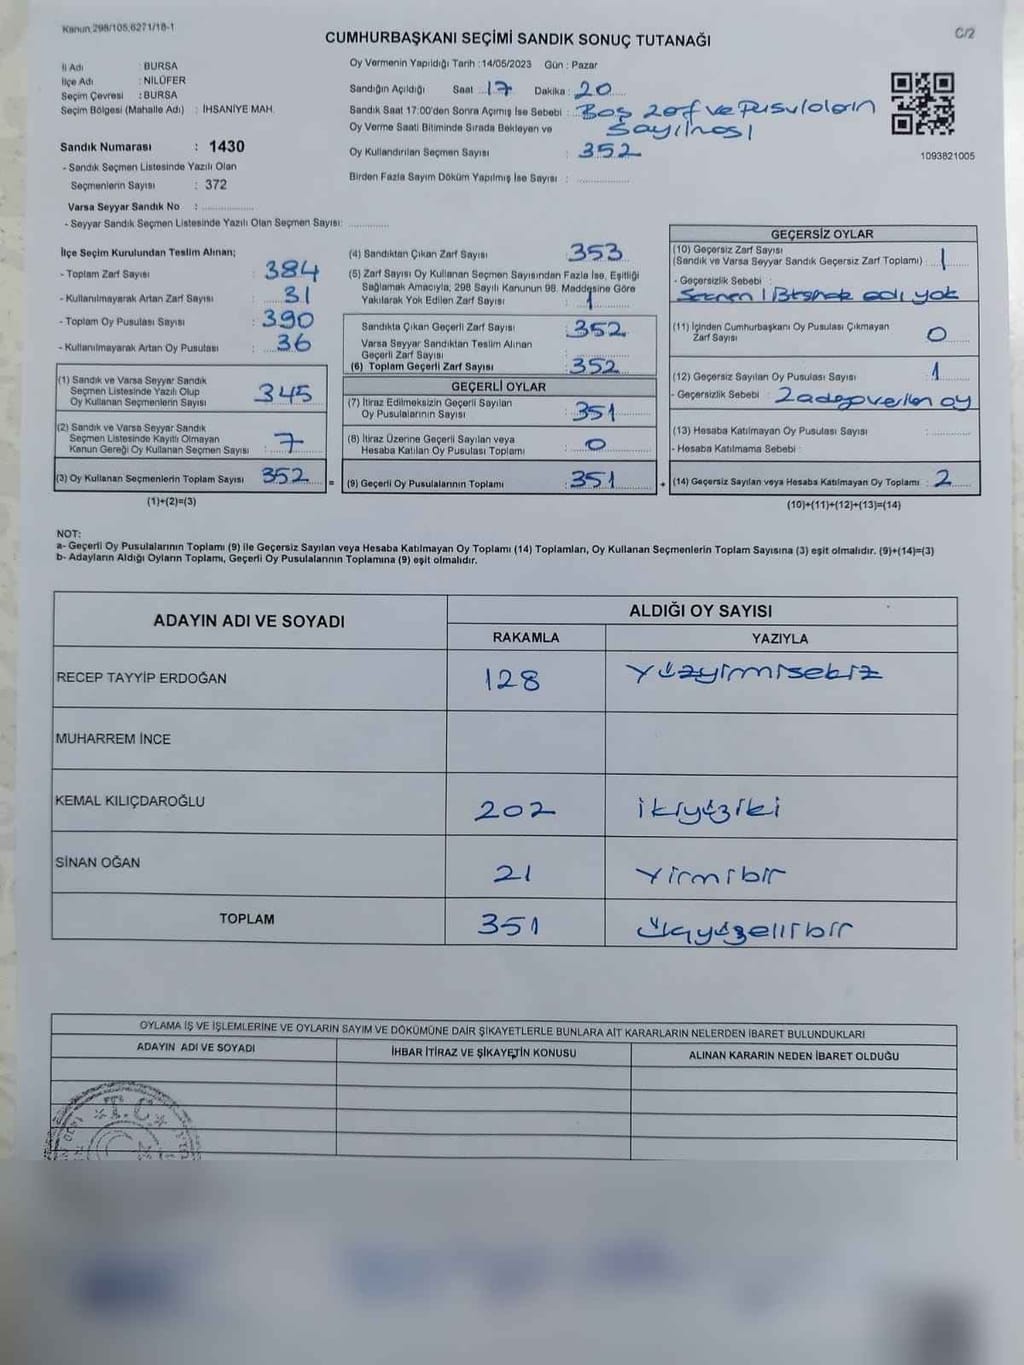 Kanun,298/105,6271/18-1
C/2
CUMHURBAŞKANI SEÇİMİ SANDIK SONUÇ TUTANAĞI
İl Adı : BURSA
İlçe Adı : NİLÜFER
Seçim Çevresi : BURSA
Seçim Bölgesi (Mahalle Adı) : İHSANİYE MAH.
Sandık Numarası : 1430
- Sandık Seçmen Listesinde Yazılı Olan
Seçmenlerin Sayısı : 372
Varsa Seyyar Sandık No :
- Seyyar Sandık Seçmen Listesinde Yazılı Olan Seçmen Sayısı:
Oy Vermenin Yapıldığı Tarih : 14/05/2023 Gün : Pazar
Sandığın Açıldığı Saat 17 Dakika : 20
Sandık Saat 17:00'den Sonra Açımış İse Sebebi : Boş zarf ve Pusulaların
Oy Verme Saati Bitiminde Sırada Bekleyen ve Sayılması
Oy Kullandırılan Seçmen Sayısı : 352
Birden Fazla Sayım Döküm Yapılmış İse Sayısı :
1093821005
İlçe Seçim Kurulundan Teslim Alınan;
- Toplam Zarf Sayısı : 384
- Kullanılmayarak Artan Zarf Sayısı : 31
- Toplam Oy Pusulası Sayısı : 390
- Kullanılmayarak Artan Oy Pusulası : 36
(1) Sandık ve Varsa Seyyar Sandık
Seçmen Listesinde Yazılı Olup
Oy Kullanan Seçmenlerin Sayısı : 345
(2) Sandık ve Varsa Seyyar Sandık
Seçmen Listesinde Kayıtlı Olmayan
Kanun Gereği Oy Kullanan Seçmen Sayısı : 7
(3) Oy Kullanan Seçmenlerin Toplam Sayısı 352 =
(1)+(2)=(3)
(4) Sandıktan Çıkan Zarf Sayısı : 353
(5) Zarf Sayısı Oy Kullanan Seçmen Sayısından Fazla İse, Eşitliği
Sağlamak Amacıyla, 298 Sayılı Kanunun 98. Maddesine Göre
Yakılarak Yok Edilen Zarf Sayısı : 1
Sandıkta Çıkan Geçerli Zarf Sayısı : 352
Varsa Seyyar Sandıktan Teslim Alınan
Geçerli Zarf Sayısı :
(6) Toplam Geçerli Zarf Sayısı : 352
GEÇERLİ OYLAR
(7) İtiraz Edilmeksizin Geçerli Sayılan
Oy Pusulalarının Sayısı : 351
(8) İtiraz Üzerine Geçerli Sayılan veya
Hesaba Katılan Oy Pusulası Toplamı : 0
(9) Geçerli Oy Pusulalarının Toplamı : 351 +
GEÇERSİZ OYLAR
(10) Geçersiz Zarf Sayısı
(Sandık ve Varsa Seyyar Sandık Geçersiz Zarf Toplamı) : 1
- Geçersizlik Sebebi :
adı yok
(11) İçinden Cumhurbaşkanı Oy Pusulası Çıkmayan
Zarf Sayısı : 0
(12) Geçersiz Sayılan Oy Pusulası Sayısı : 1
- Geçersizlik Sebebi : 2 adaya verilen oy
(13) Hesaba Katılmayan Oy Pusulası Sayısı :
- Hesaba Katılmama Sebebi :
(14) Geçersiz Sayılan veya Hesaba Katılmayan Oy Toplamı : 2
(10)+(11)+(12)+(13)=(14)
NOT:
a- Geçerli Oy Pusulalarının Toplamı (9) ile Geçersiz Sayılan veya Hesaba Katılmayan Oy Toplamı (14) Toplamları, Oy Kullanan Seçmenlerin Toplam Sayısına (3) eşit olmalıdır. (9)+(14)=(3)
b- Adayların Aldığı Oyların Toplamı, Geçerli Oy Pusulalarının Toplamına (9) eşit olmalıdır.
ADAYIN ADI VE SOYADI
ALDIĞI OY SAYISI
RAKAMLA YAZIYLA
RECEP TAYYİP ERDOĞAN 128 Yüzyirmisekiz
MUHARREM İNCE
KEMAL KILIÇDAROĞLU 202 ikiyüziki
SİNAN OĞAN 21 Yirmibir
TOPLAM 351 Üçyüzellibir
OYLAMA İŞ VE İŞLEMLERİNE VE OYLARIN SAYIM VE DÖKÜMÜNE DAİR ŞİKAYETLERLE BUNLARA AİT KARARLARIN NELERDEN İBARET BULUNDUKLARI
ADAYIN ADI VE SOYADI İHBAR İTİRAZ VE ŞİKAYETİN KONUSU ALINAN KARARIN NEDEN İBARET OLDUĞU
T.C.